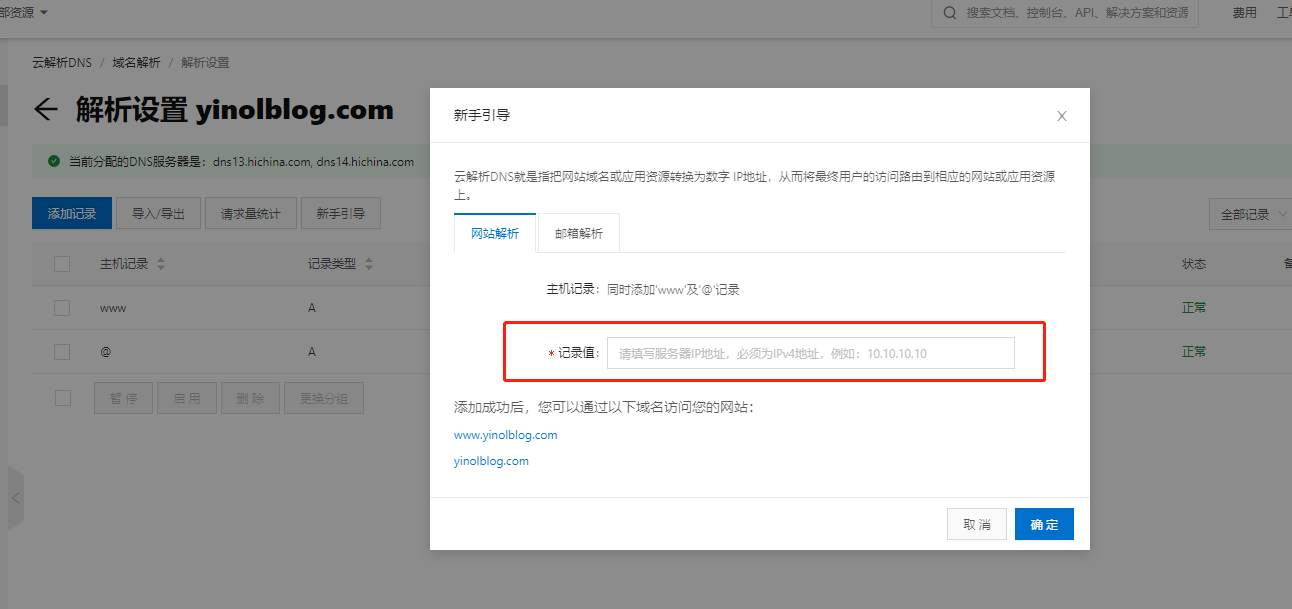 部资源
搜索文档、控制台、API、解决方案和资源
费用
云解析DNS / 域名解析 / 解析设置
解析设置 yinolblog.com
当前分配的DNS服务器是：dns13.hichina.com, dns14.hichina.com
添加记录
导入/导出
请求量统计
新手引导
全部记录
主机记录
记录类型
状态
www
A
正常
@
A
正常
暂 停
启 用
删 除
更换分组
新手引导
云解析DNS就是指把网站域名或应用资源转换为数字 IP地址，从而将最终用户的访问路由到相应的网站或应用资源
上。
网站解析
邮箱解析
主机记录：同时添加'www'及'@'记录
* 记录值：
请填写服务器IP地址，必须为IPv4地址，例如：10.10.10.10
添加成功后，您可以通过以下域名访问您的网站：
www.yinolblog.com
yinolblog.com
取 消
确 定